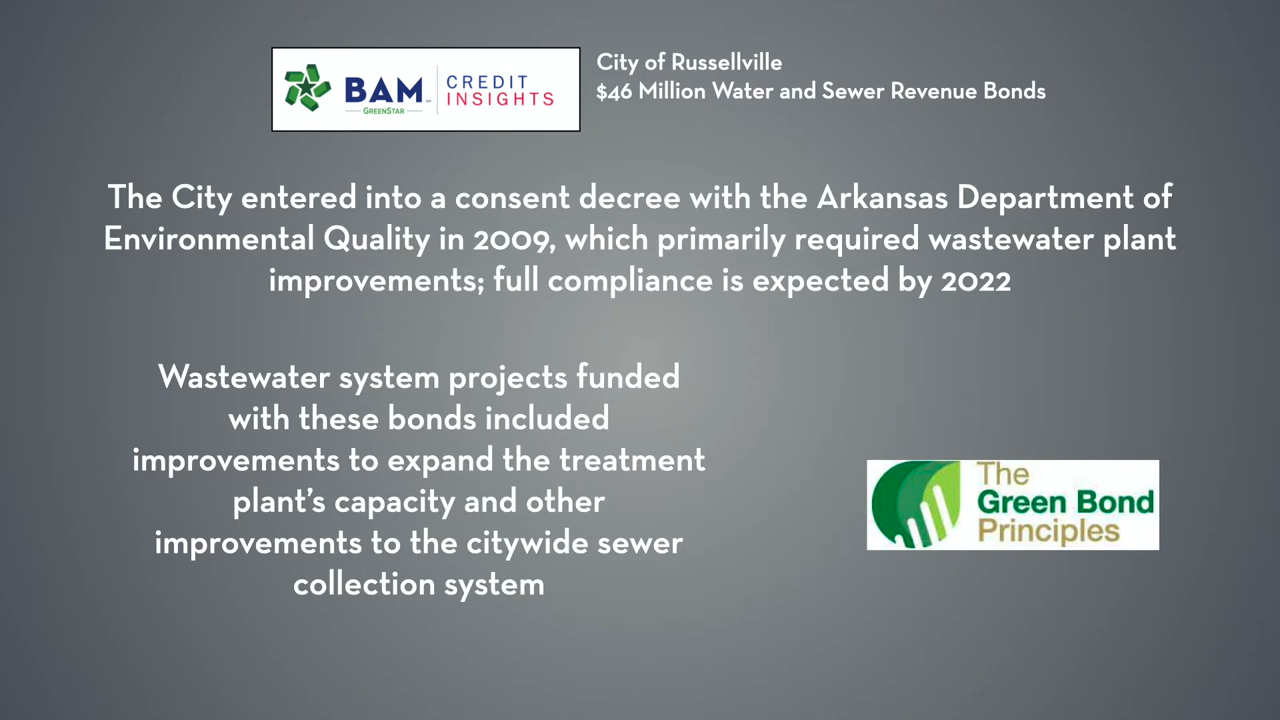 BAM
GREENSTAR
CREDIT
INSIGHTS
City of Russellville
$46 Million Water and Sewer Revenue Bonds
The City entered into a consent decree with the Arkansas Department of
Environmental Quality in 2009, which primarily required wastewater plant
improvements; full compliance is expected by 2022
Wastewater system projects funded
with these bonds included
improvements to expand the treatment
plant's capacity and other
improvements to the citywide sewer
collection system
The
Green Bond
Principles